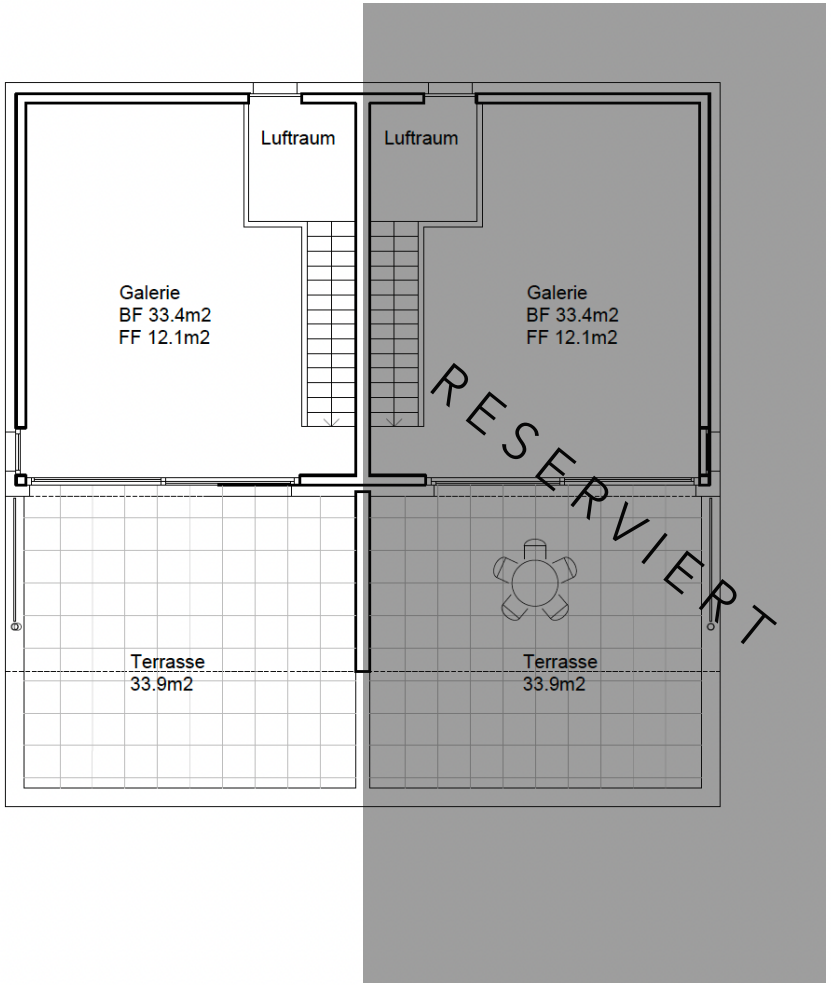 Luftraum
Luftraum
Galerie
BF 33.4m2
FF 12.1m2
Galerie
BF 33.4m2
FF 12.1m2
RESERVIERT
Terrasse
33.9m2
Terrasse
33.9m2